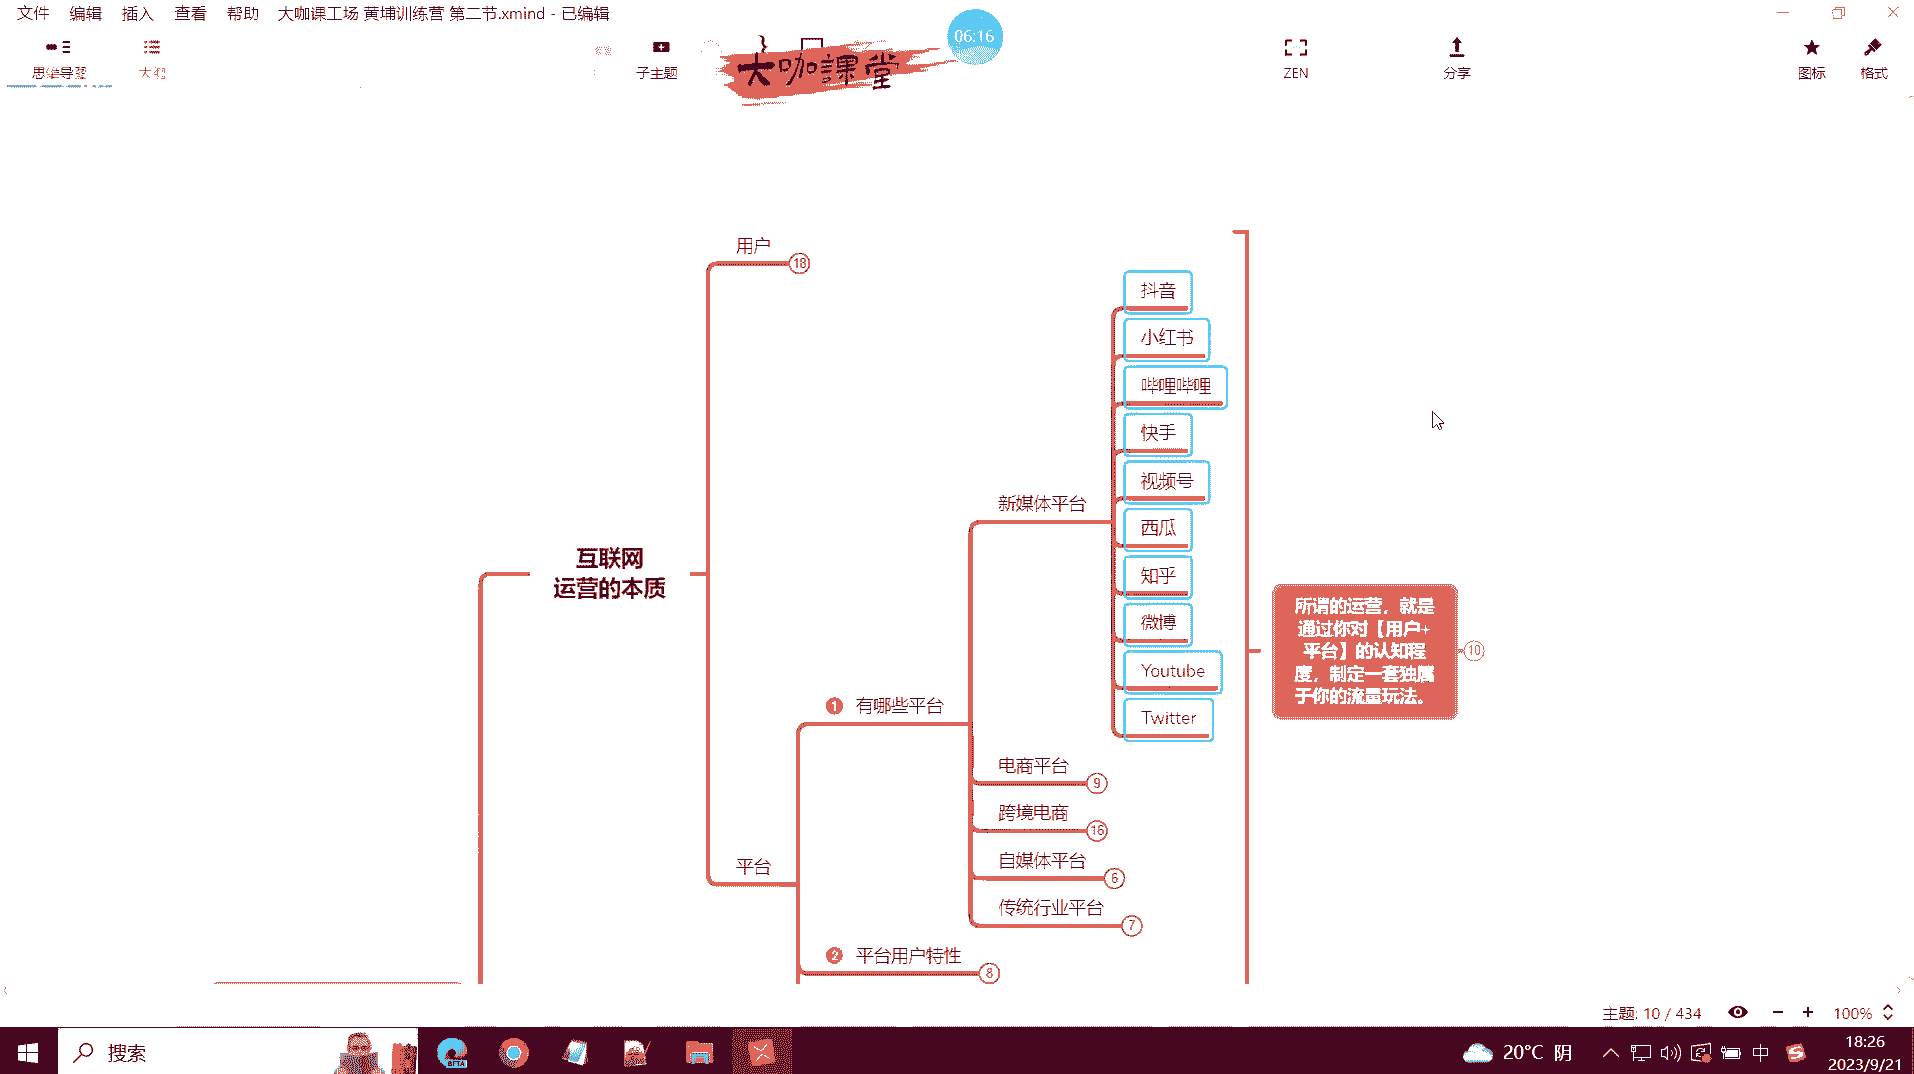 文件 编辑 插入 查看 帮助 大咖课工场 黄埔训练营 第二节.xmind - 已编辑
思维导图
大纲
子主题
大咖課堂
06:16
ZEN
分享
图标
格式
用户
18
抖音
小红书
哔哩哔哩
快手
视频号
西瓜
知乎
微博
Youtube
Twitter
新媒体平台
互联网
运营的本质
所谓的运营，就是
通过你对【用户+
平台】的认知程
度，制定一套独属
于你的流量玩法。
10
1 有哪些平台
电商平台
9
跨境电商
16
自媒体平台
6
传统行业平台
7
平台
2 平台用户特性
8
主题: 10 / 434
100%
搜索
BETA
20°C 阴
中
18:26
2023/9/21